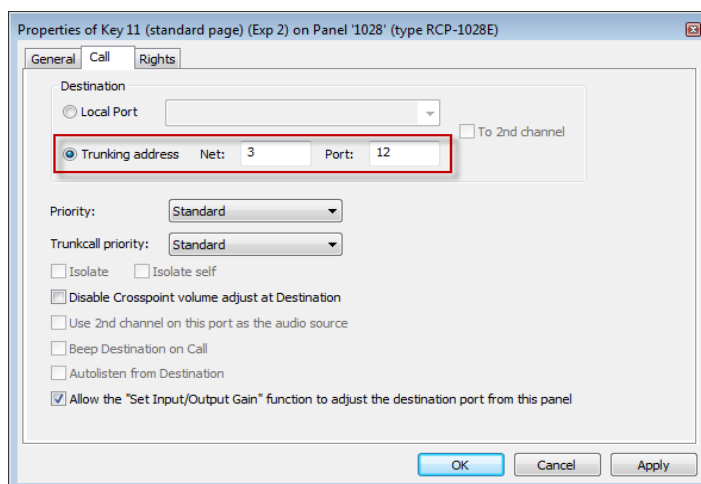 Properties of Key 11 (standard page) (Exp 2) on Panel '1028' (type RCP-1028E)
General Call Rights
Destination
Local Port
To 2nd channel
Trunking address Net: 3 Port: 12
Priority: Standard
Trunkcall priority: Standard
Isolate Isolate self
Disable Crosspoint volume adjust at Destination
Use 2nd channel on this port as the audio source
Beep Destination on Call
Autolisten from Destination
Allow the "Set Input/Output Gain" function to adjust the destination port from this panel
OK Cancel Apply